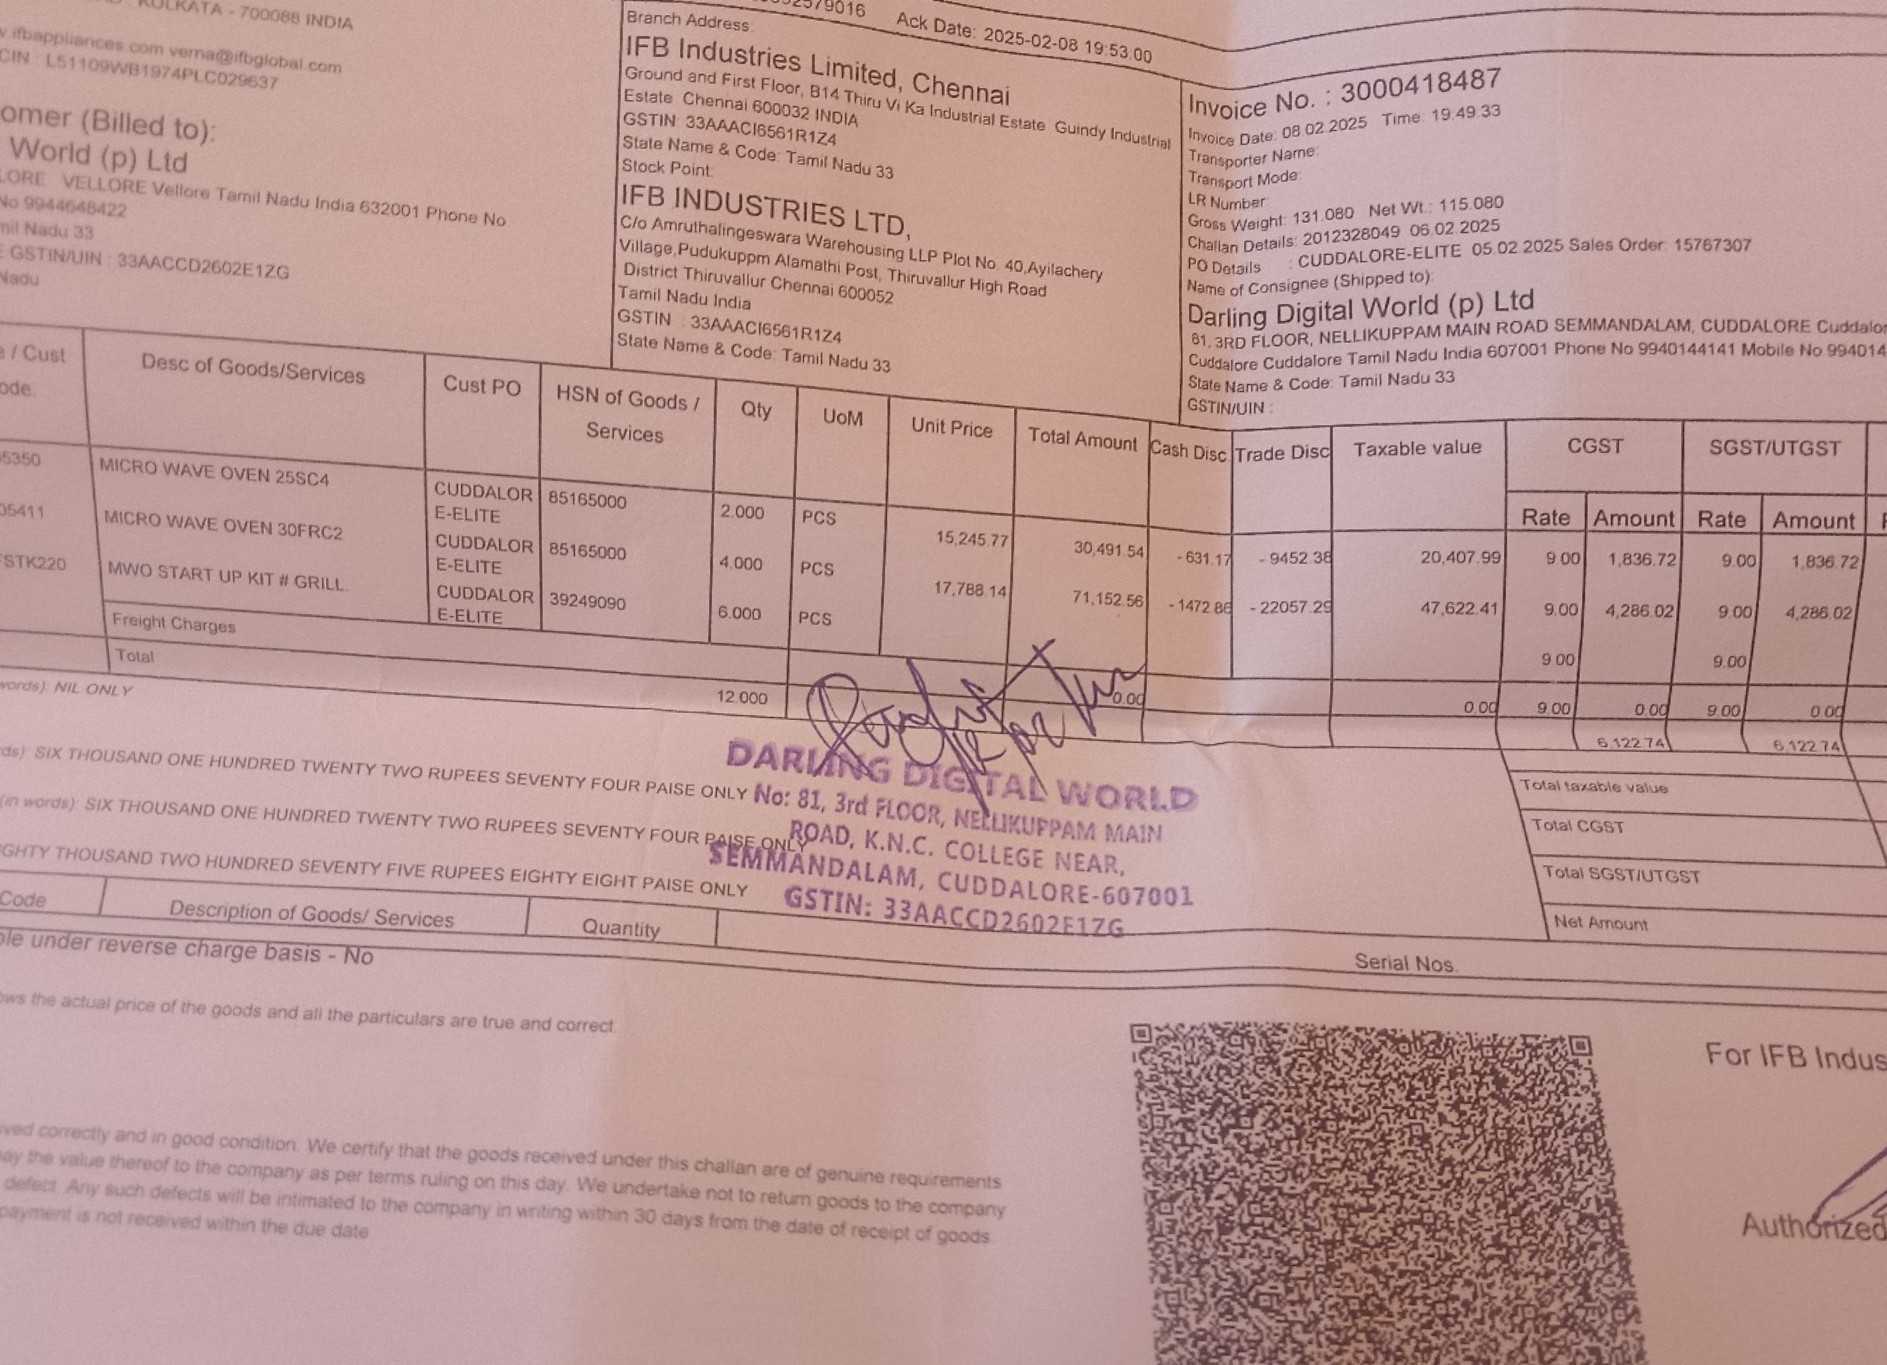 KOLKATA - 700088 INDIA
.ifbappliances.com verna@ifbglobal.com
CIN : L51109WB1974PLC029637
omer (Billed to):
World (p) Ltd
LORE VELLORE Vellore Tamil Nadu India 632001 Phone No
No 9944648422
mil Nadu 33
GSTIN/UIN : 33AACCD2602E1ZG
Nadu
579016 Ack Date: 2025-02-08 19:53:00
Branch Address:
IFB Industries Limited, Chennai
Ground and First Floor, B14 Thiru Vi Ka Industrial Estate Guindy Industrial
Estate Chennai 600032 INDIA
GSTIN: 33AAACI6561R1Z4
State Name & Code: Tamil Nadu 33
Stock Point:
IFB INDUSTRIES LTD,
C/o Amruthalingeswara Warehousing LLP Plot No. 40,Ayilachery
Village,Pudukuppm Alamathi Post, Thiruvallur High Road
District Thiruvallur Chennai 600052
Tamil Nadu India
GSTIN : 33AAACI6561R1Z4
State Name & Code: Tamil Nadu 33
Invoice No. : 3000418487
Invoice Date: 08.02.2025 Time: 19:49:33
Transporter Name:
Transport Mode:
LR Number:
Gross Weight: 131.080 Net Wt.: 115.080
Challan Details: 2012328049 06.02.2025
PO Details : CUDDALORE-ELITE 05.02.2025 Sales Order: 15767307
Name of Consignee (Shipped to):
Darling Digital World (p) Ltd
81, 3RD FLOOR, NELLIKUPPAM MAIN ROAD SEMMANDALAM, CUDDALORE Cuddalor
Cuddalore Cuddalore Tamil Nadu India 607001 Phone No 9940144141 Mobile No 994014
State Name & Code: Tamil Nadu 33
GSTIN/UIN :
/ Cust Desc of Goods/Services Cust PO HSN of Goods / Qty UoM Unit Price Total Amount Cash Disc Trade Disc Taxable value CGST SGST/UTGST
ode. Services
Rate Amount Rate Amount
5350 MICRO WAVE OVEN 25SC4 CUDDALOR 85165000 2.000 PCS 15,245.77 30,491.54 -631.17 - 9452.38 20,407.99 9.00 1,836.72 9.00 1,836.72
E-ELITE
05411 MICRO WAVE OVEN 30FRC2 CUDDALOR 85165000 4.000 PCS 17,788.14 71,152.56 - 1472.86 - 22057.29 47,622.41 9.00 4,286.02 9.00 4,286.02
E-ELITE
STK220 MWO START UP KIT # GRILL CUDDALOR 39249090 6.000 PCS 9.00 9.00
E-ELITE
Freight Charges 0.00 0.00 9.00 0.00 9.00 0.00
Total 12.000 6,122.74 6,122.74
words): NIL ONLY
ds): SIX THOUSAND ONE HUNDRED TWENTY TWO RUPEES SEVENTY FOUR PAISE ONLY
(in words): SIX THOUSAND ONE HUNDRED TWENTY TWO RUPEES SEVENTY FOUR PAISE ONLY
IGHTY THOUSAND TWO HUNDRED SEVENTY FIVE RUPEES EIGHTY EIGHT PAISE ONLY
DARLING DIGITAL WORLD
No: 81, 3rd FLOOR, NELLIKUPPAM MAIN
ROAD, K.N.C. COLLEGE NEAR,
SEMMANDALAM, CUDDALORE-607001
GSTIN: 33AACCD2602E1ZG
Total taxable value
Total CGST
Total SGST/UTGST
Net Amount
Code Description of Goods/ Services Quantity Serial Nos.
ble under reverse charge basis - No
ows the actual price of the goods and all the particulars are true and correct.
For IFB Indus
ived correctly and in good condition. We certify that the goods received under this challan are of genuine requirements
pay the value thereof to the company as per terms ruling on this day. We undertake not to return goods to the company
defect. Any such defects will be intimated to the company in writing within 30 days from the date of receipt of goods.
payment is not received within the due date
Authorized